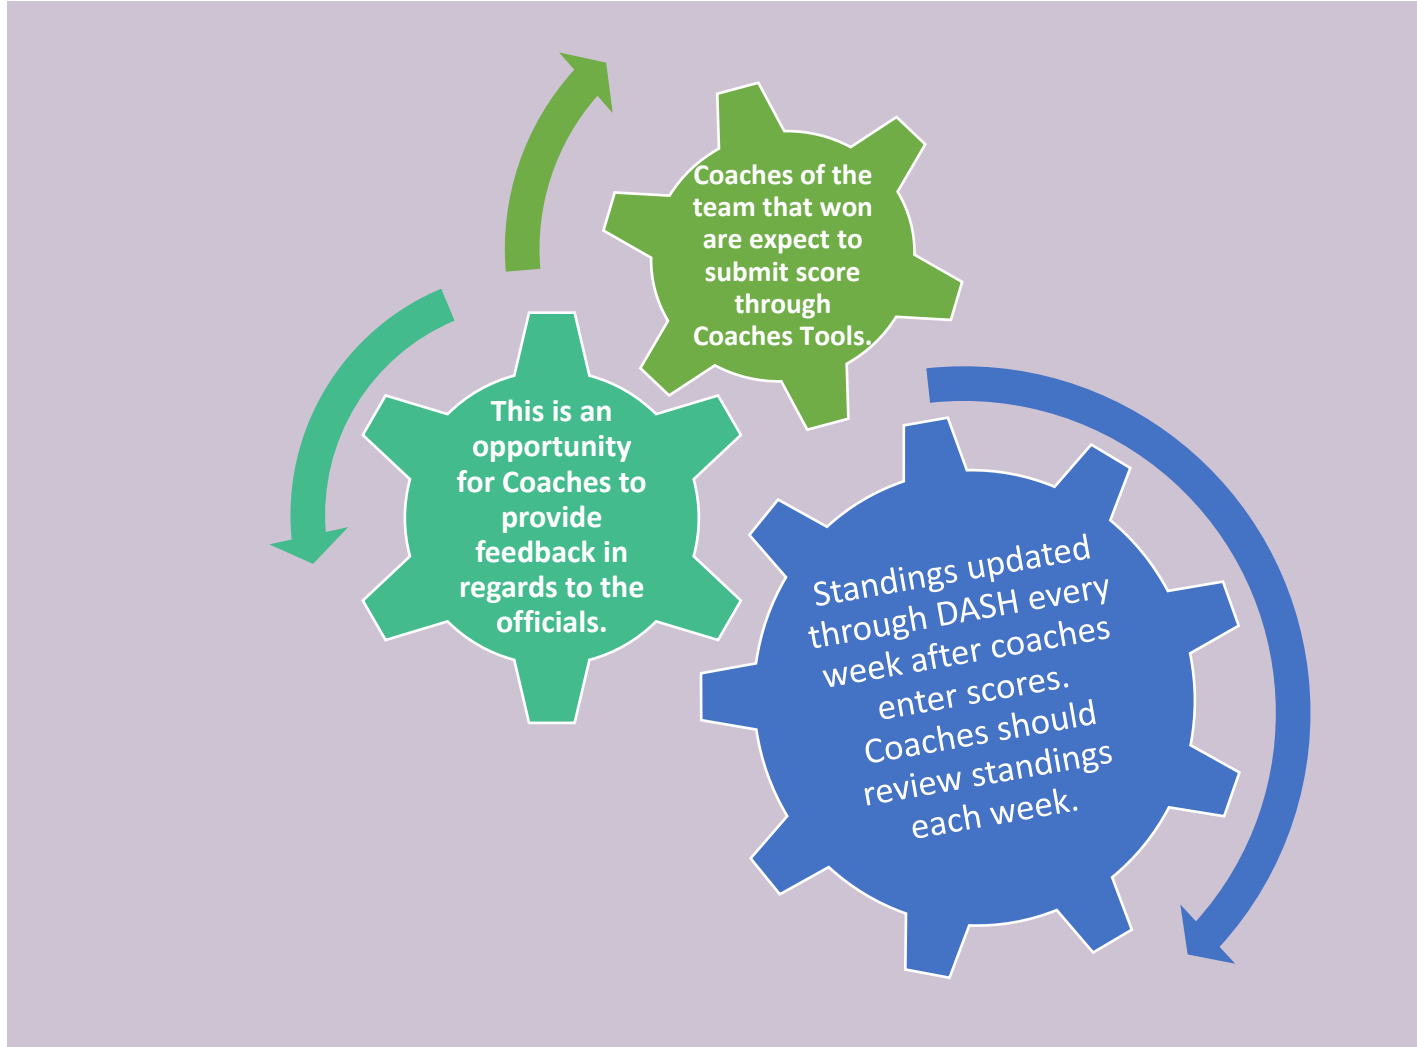 Coaches of the
team that won
are expect to
submit score
through
Coaches Tools.
This is an
opportunity
for Coaches to
provide
feedback in
regards to the
officials.
Standings updated
through DASH every
week after coaches
enter scores.
Coaches should
review standings
each week.